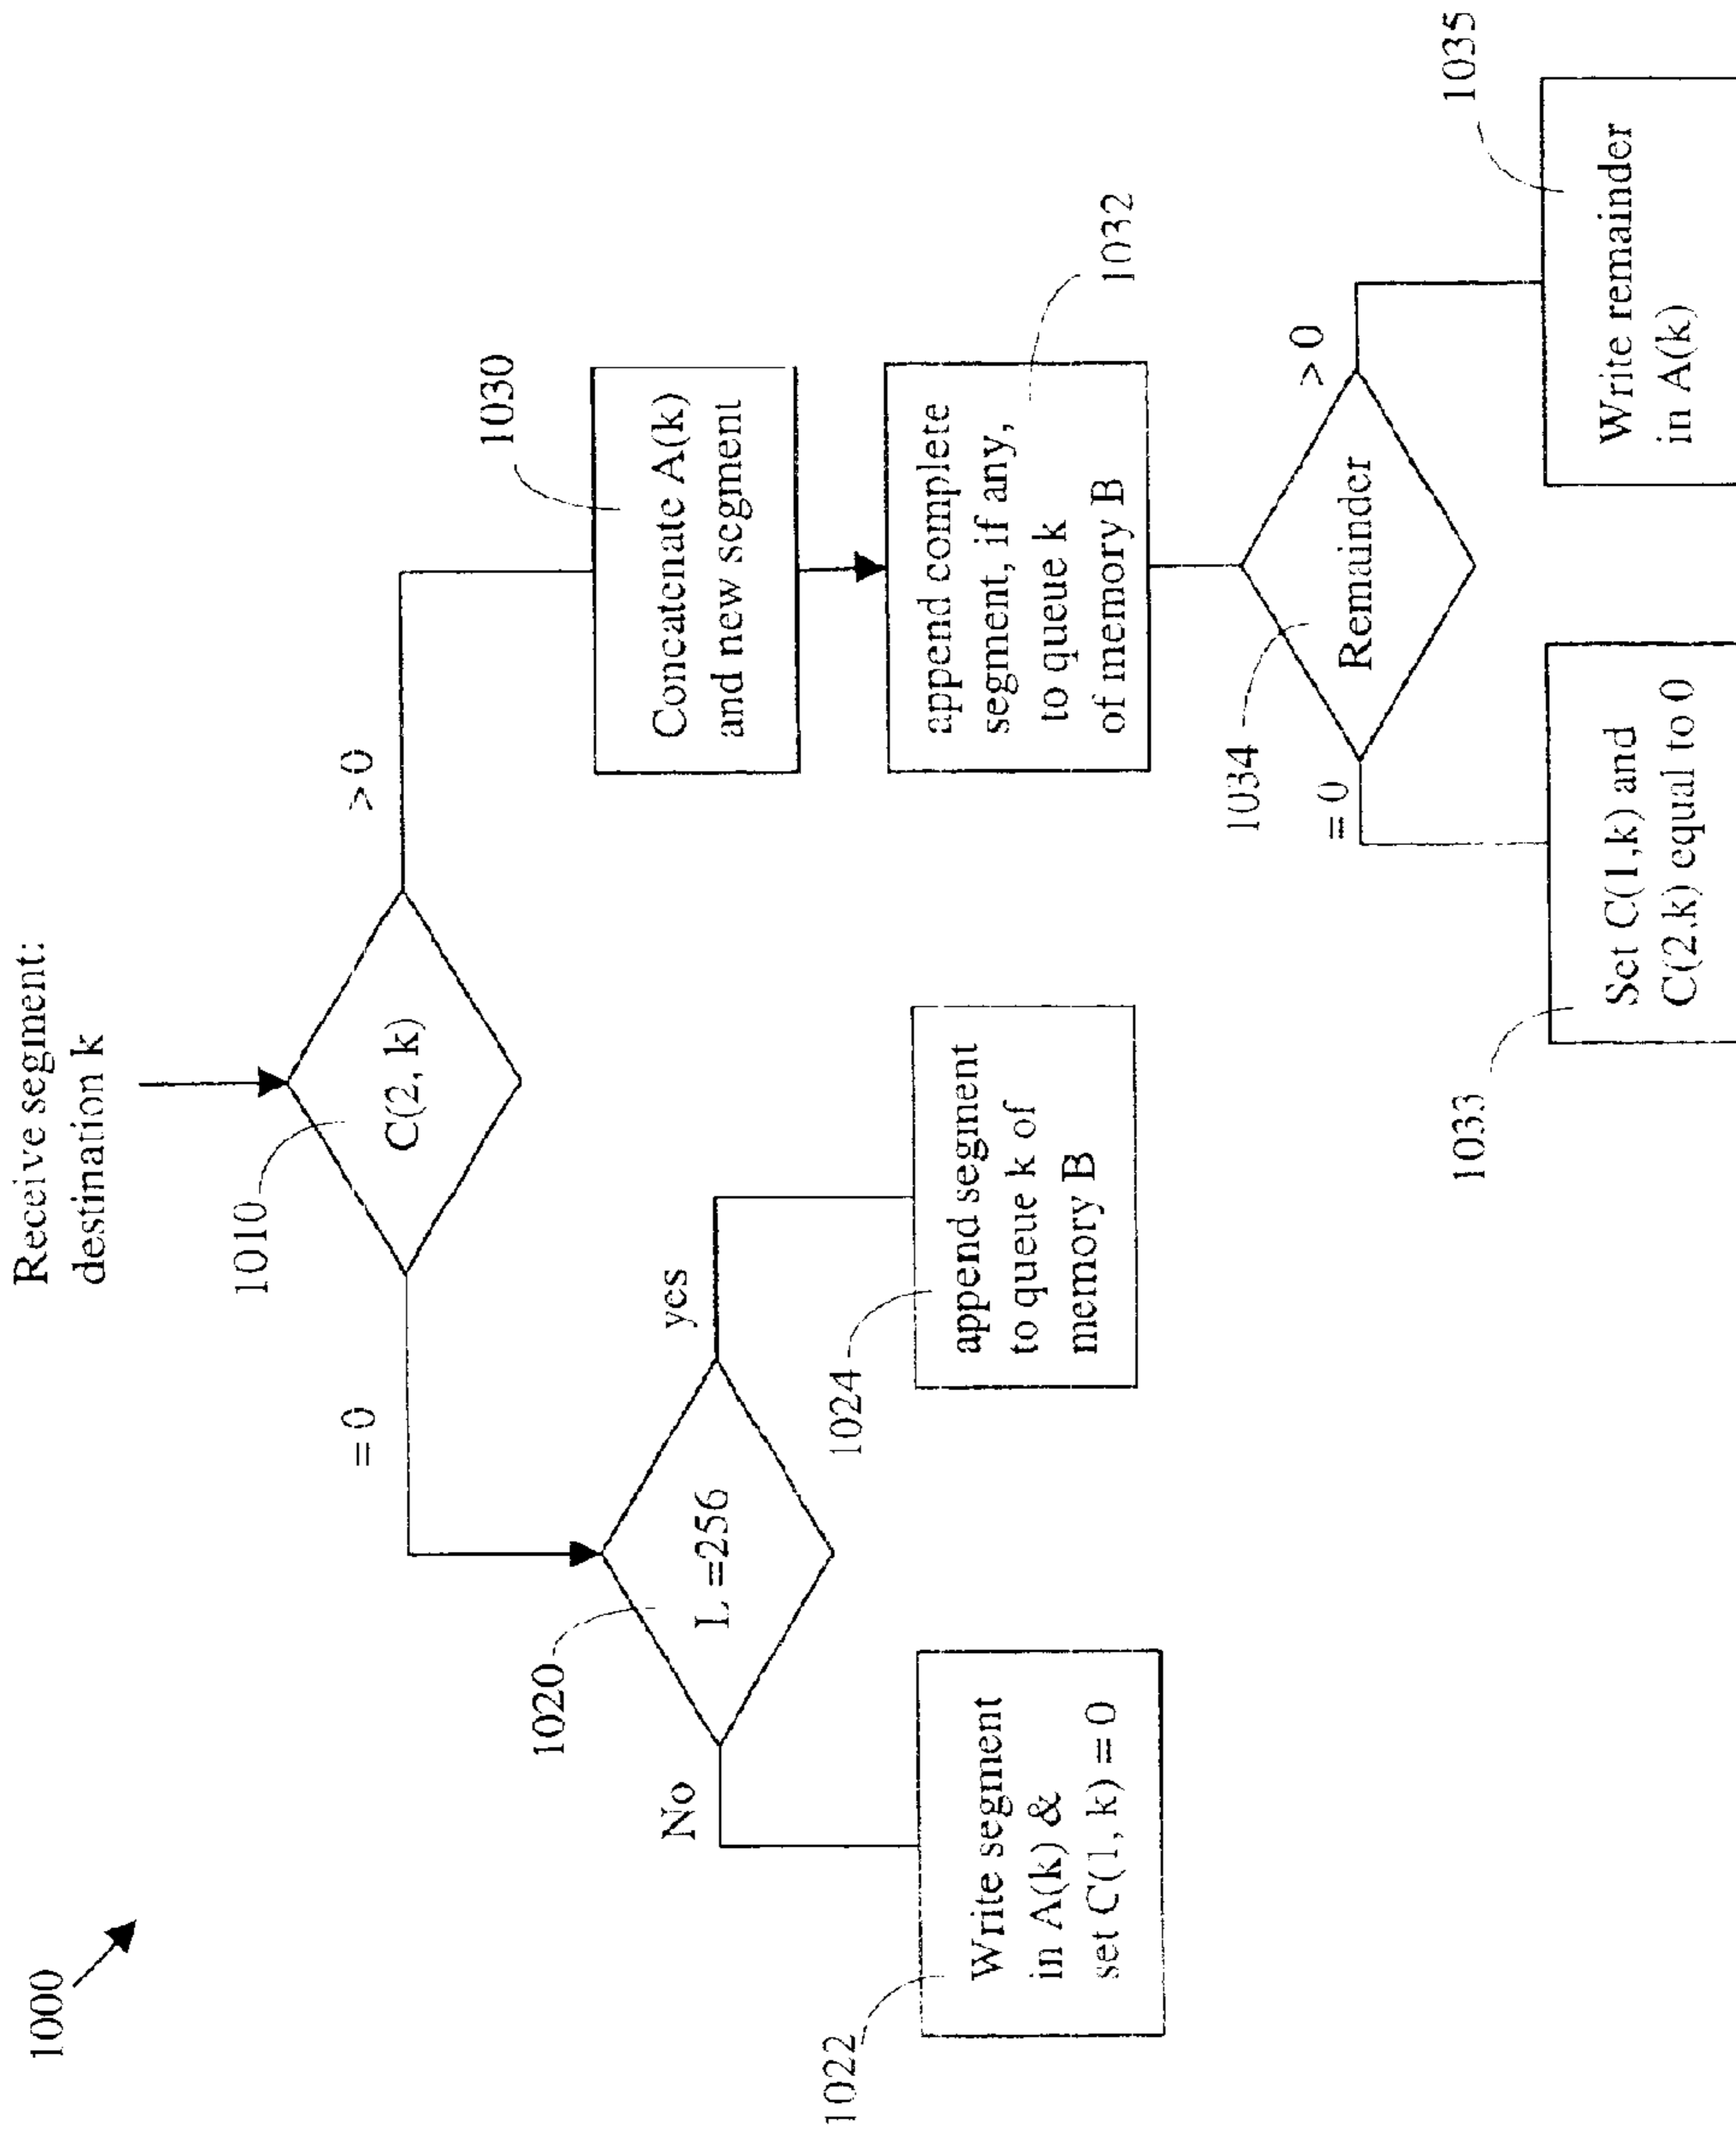 1000
Receive segment:
destination k
1010
C(2, k)
= 0
> 0
1020
L =256
No
yes
1022
Write segment
in A(k) &
set C(1, k) = 0
1024
append segment
to queue k of
memory B
1030
Concatenate A(k)
and new segment
append complete
segment, if any,
to queue k
of memory B
1032
1034
Remainder
= 0
> 0
1033
Set C(1,k) and
C(2,k) equal to 0
1035
Write remainder
in A(k)